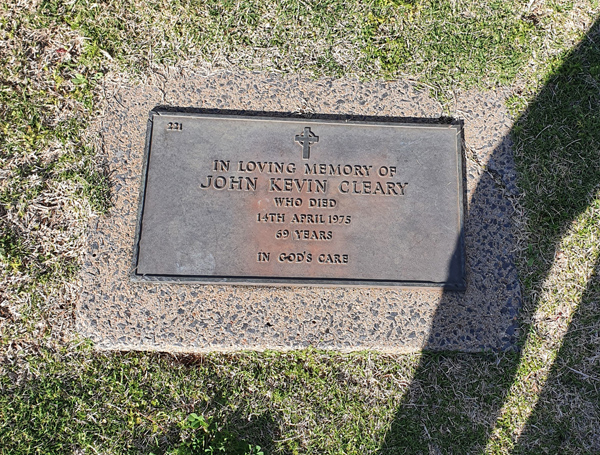 221
IN LOVING MEMORY OF
JOHN KEVIN CLEARY
WHO DIED
14TH APRIL 1975
69 YEARS
IN GOD'S CARE